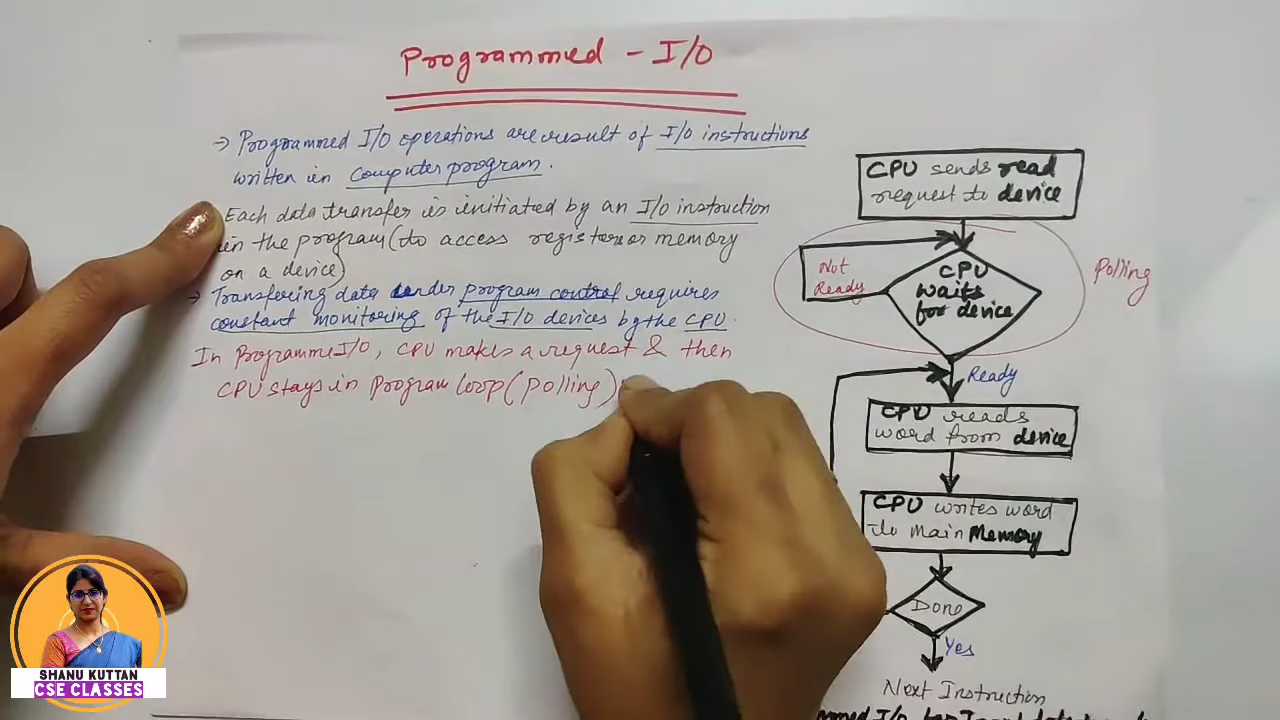 Programmed - I/O
→ Programmed I/O operations are result of I/O instructions
written in computer program.
Each data transfer is initiated by an I/O instruction
in the program (to access registers or memory
on a device)
→ Transfering data under program control requires
constant monitoring of the I/O devices by the CPU.
In Programme I/O, CPU makes a request & then
CPU stays in Program loop (polling)
CPU sends read
request to device
Not
Ready
CPU
waits
for device
Polling
Ready
CPU reads
word from device
CPU writes word
to main Memory
Done
Yes
Next Instruction
SHANU KUTTAN
CSE CLASSES